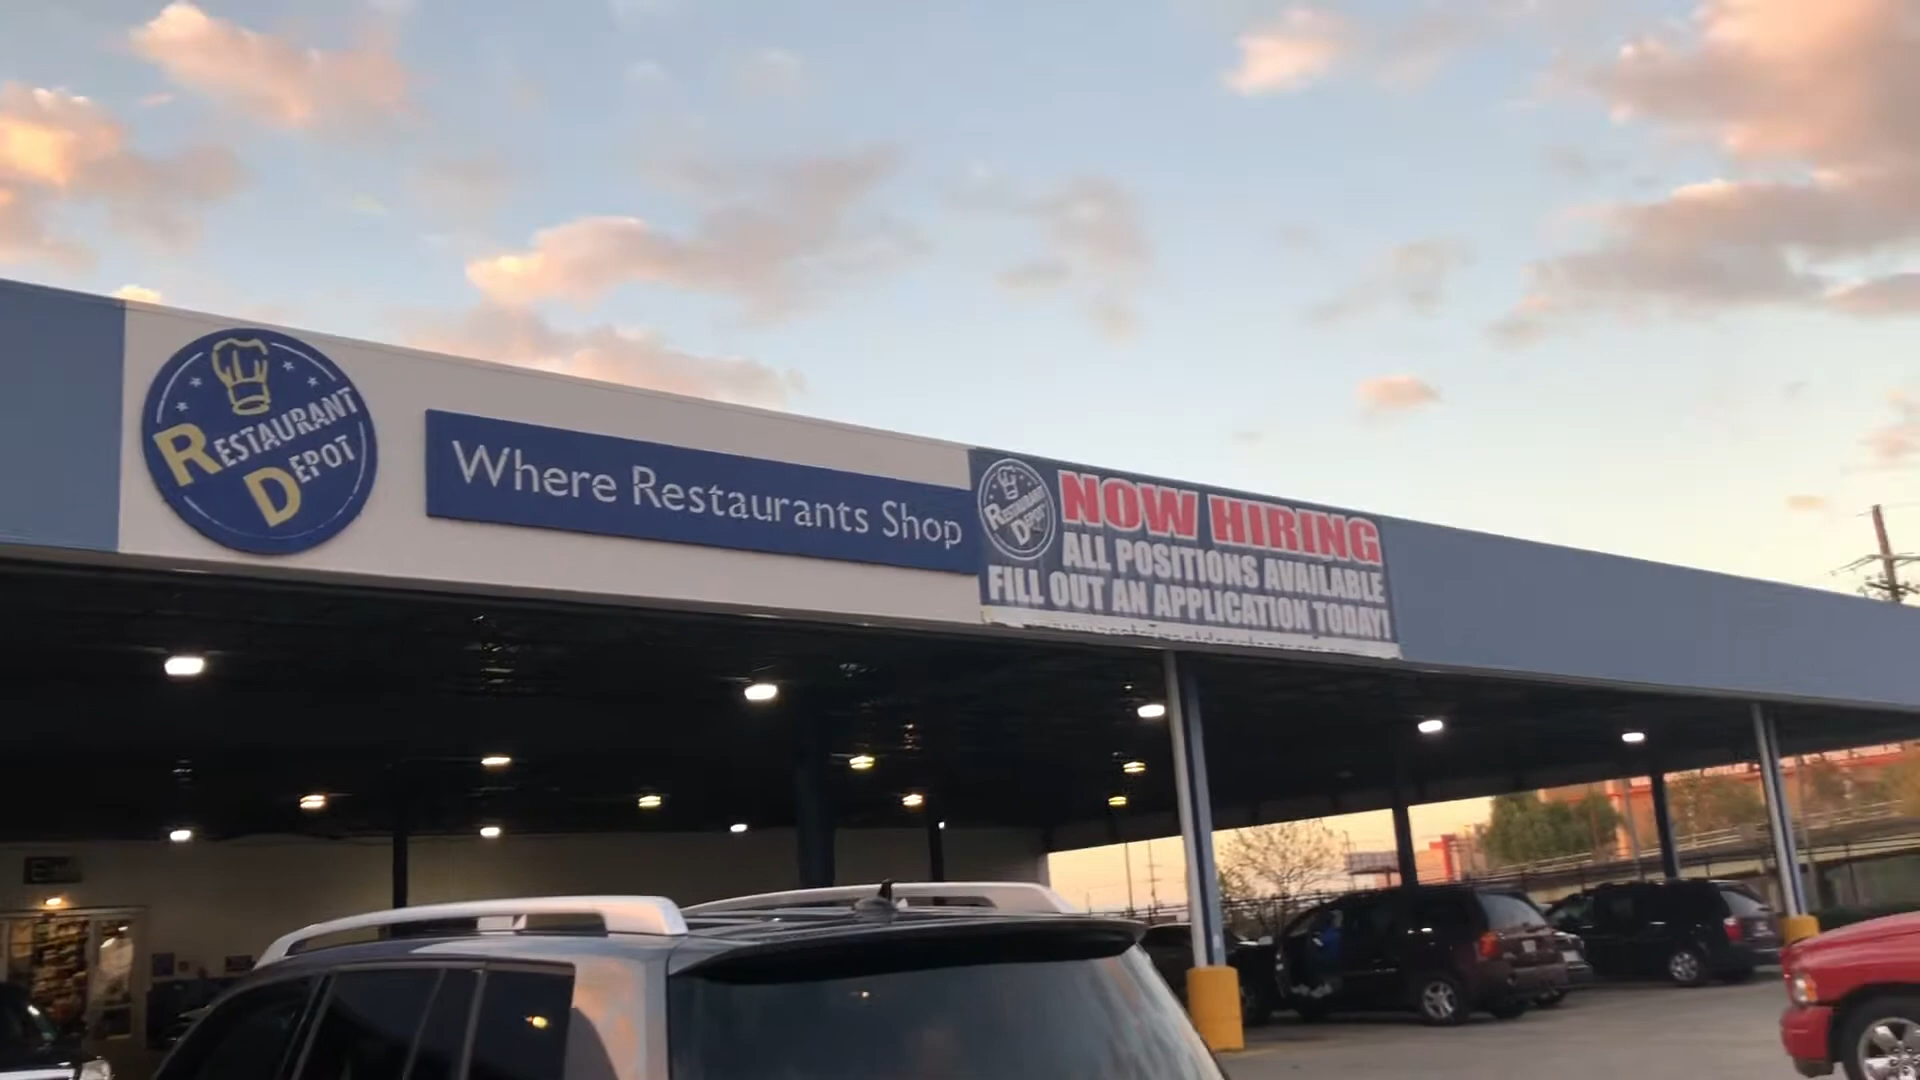 RESTAURANT
DEPOT
Where Restaurants Shop
RESTAURANT
DEPOT
NOW HIRING
ALL POSITIONS AVAILABLE
FILL OUT AN APPLICATION TODAY!